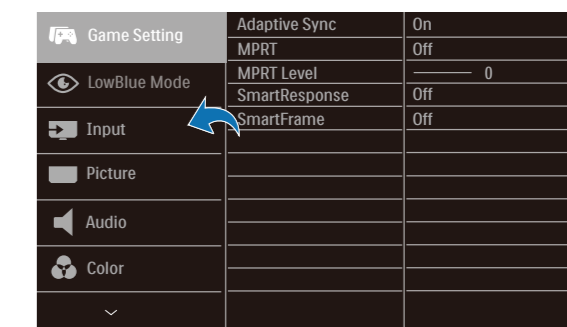 Game Setting
Adaptive Sync On
MPRT Off
MPRT Level 0
LowBlue Mode
SmartResponse Off
SmartFrame Off
Input
Picture
Audio
Color